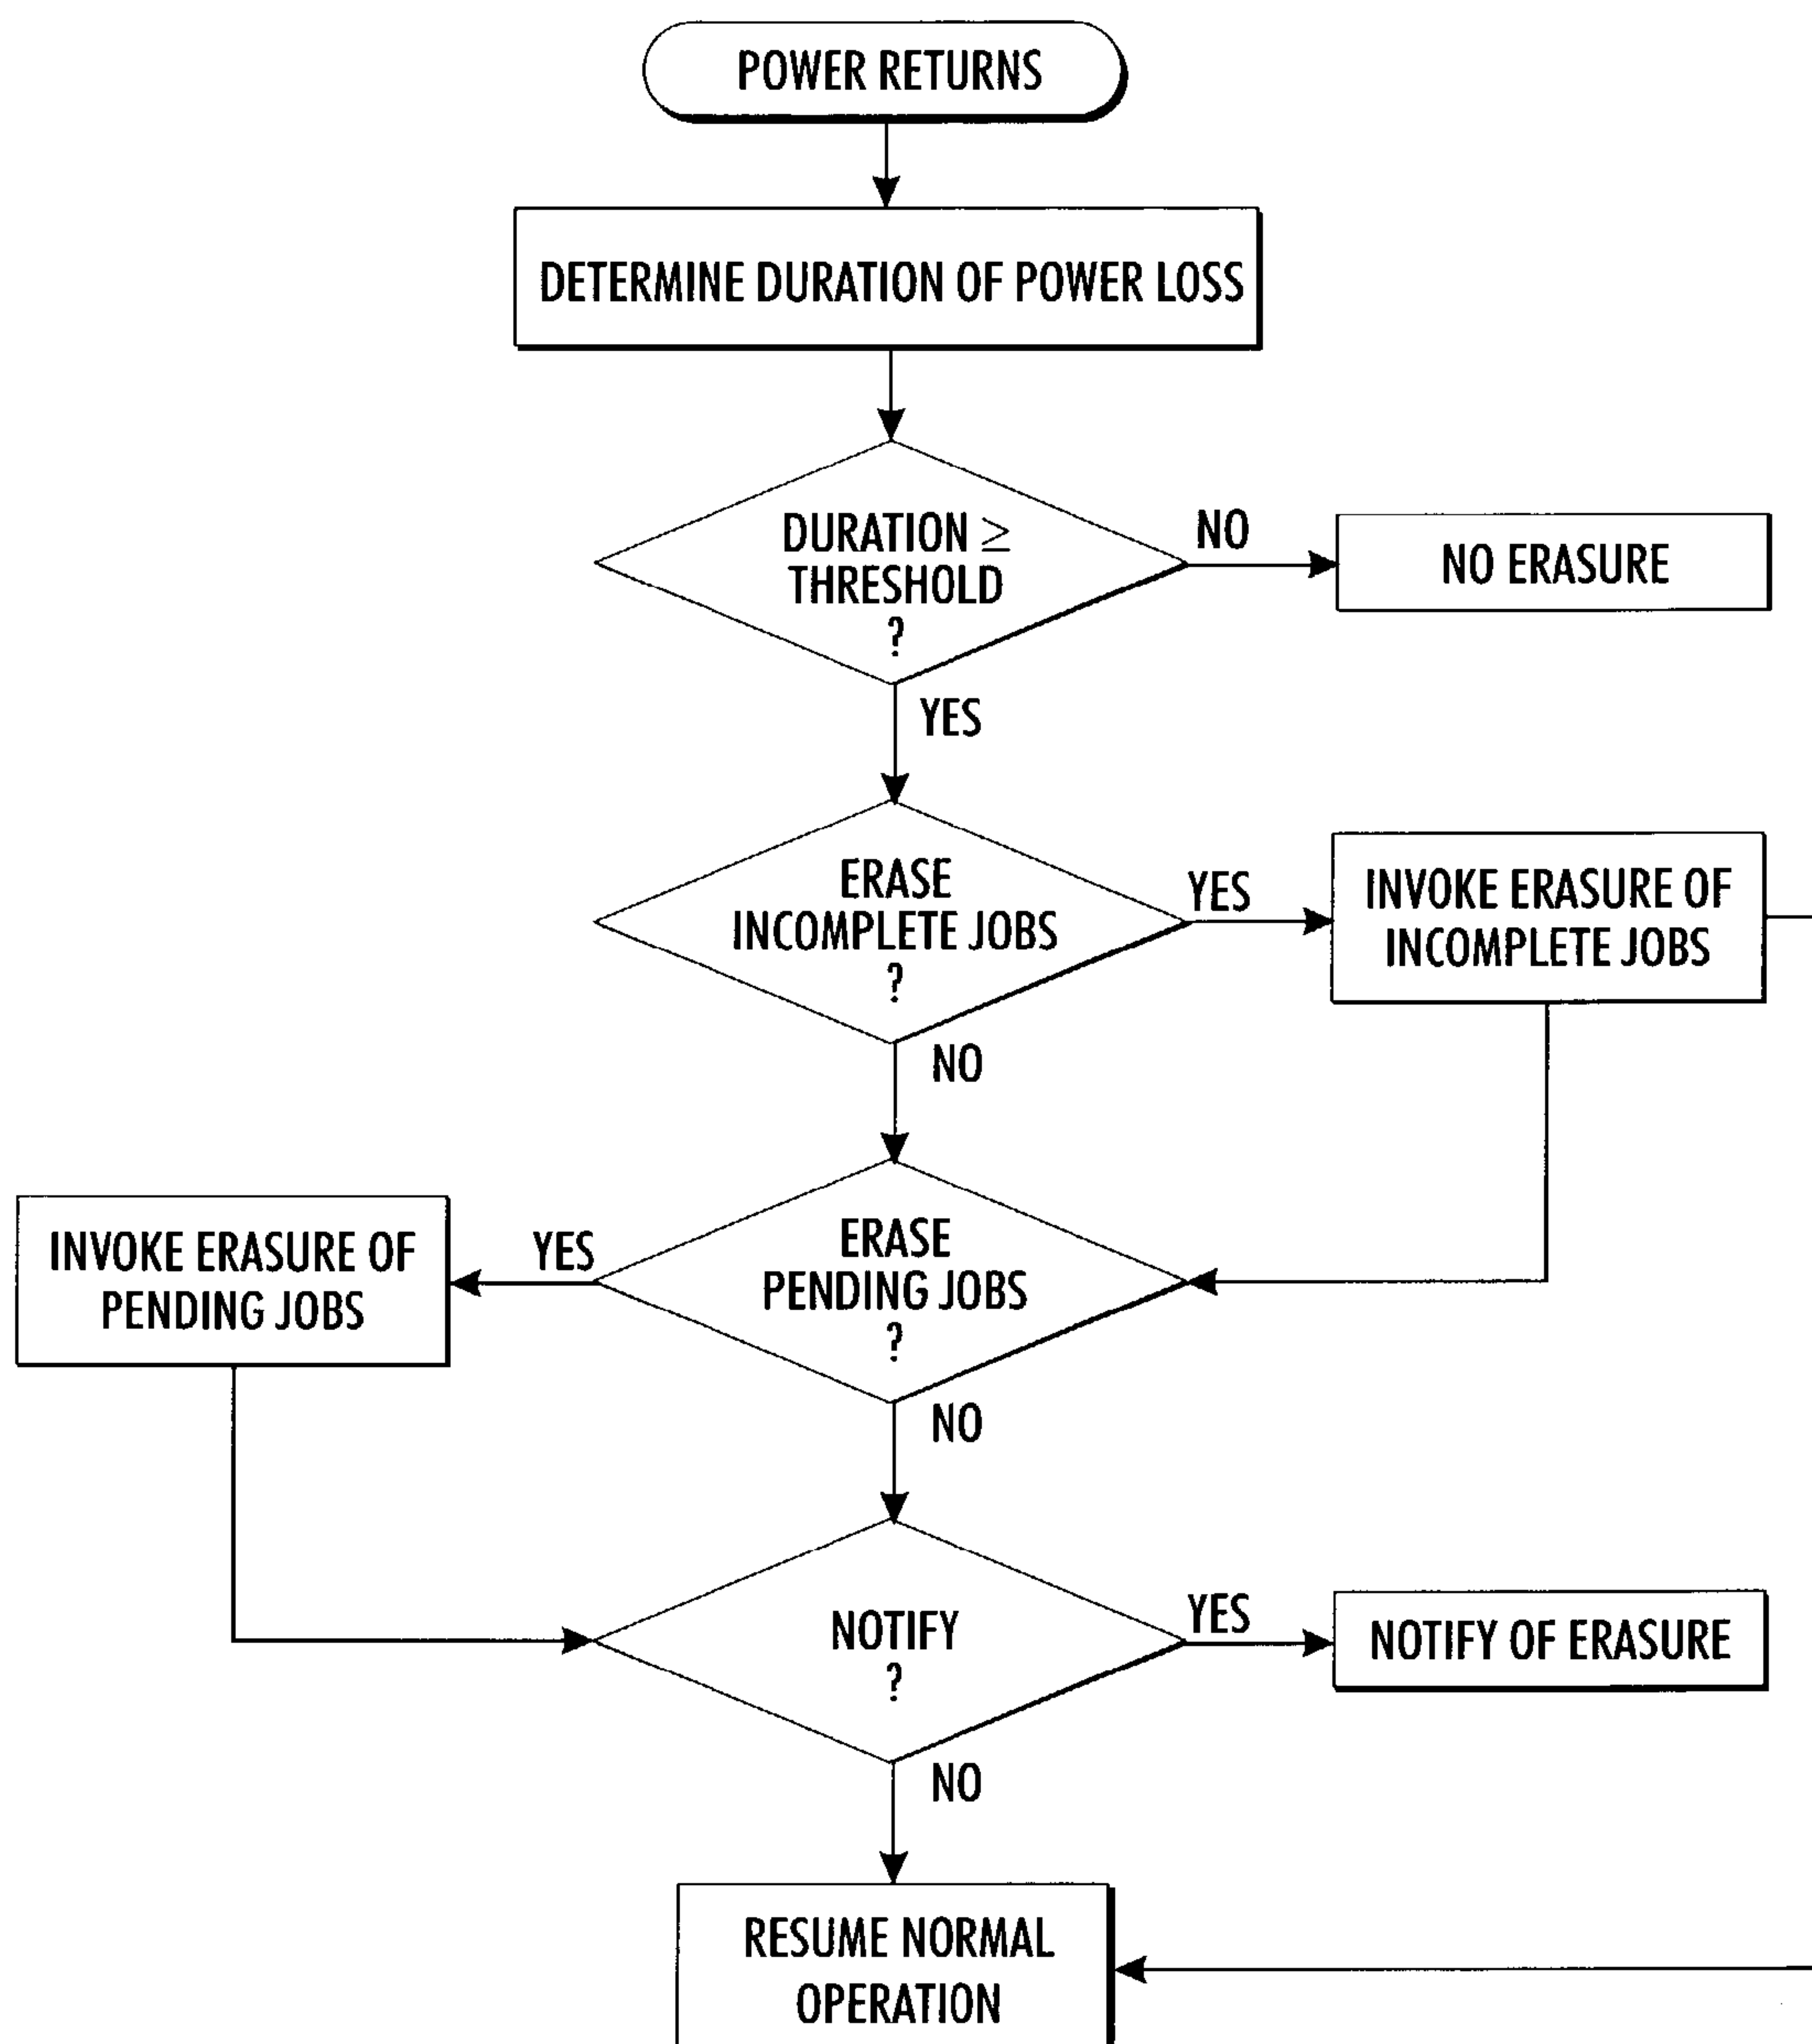 POWER RETURNS
DETERMINE DURATION OF POWER LOSS
DURATION ≥
THRESHOLD
?
NO
NO ERASURE
YES
ERASE
INCOMPLETE JOBS
?
YES
INVOKE ERASURE OF
INCOMPLETE JOBS
NO
ERASE
PENDING JOBS
?
YES
INVOKE ERASURE OF
PENDING JOBS
NO
NOTIFY
?
YES
NOTIFY OF ERASURE
NO
RESUME NORMAL
OPERATION